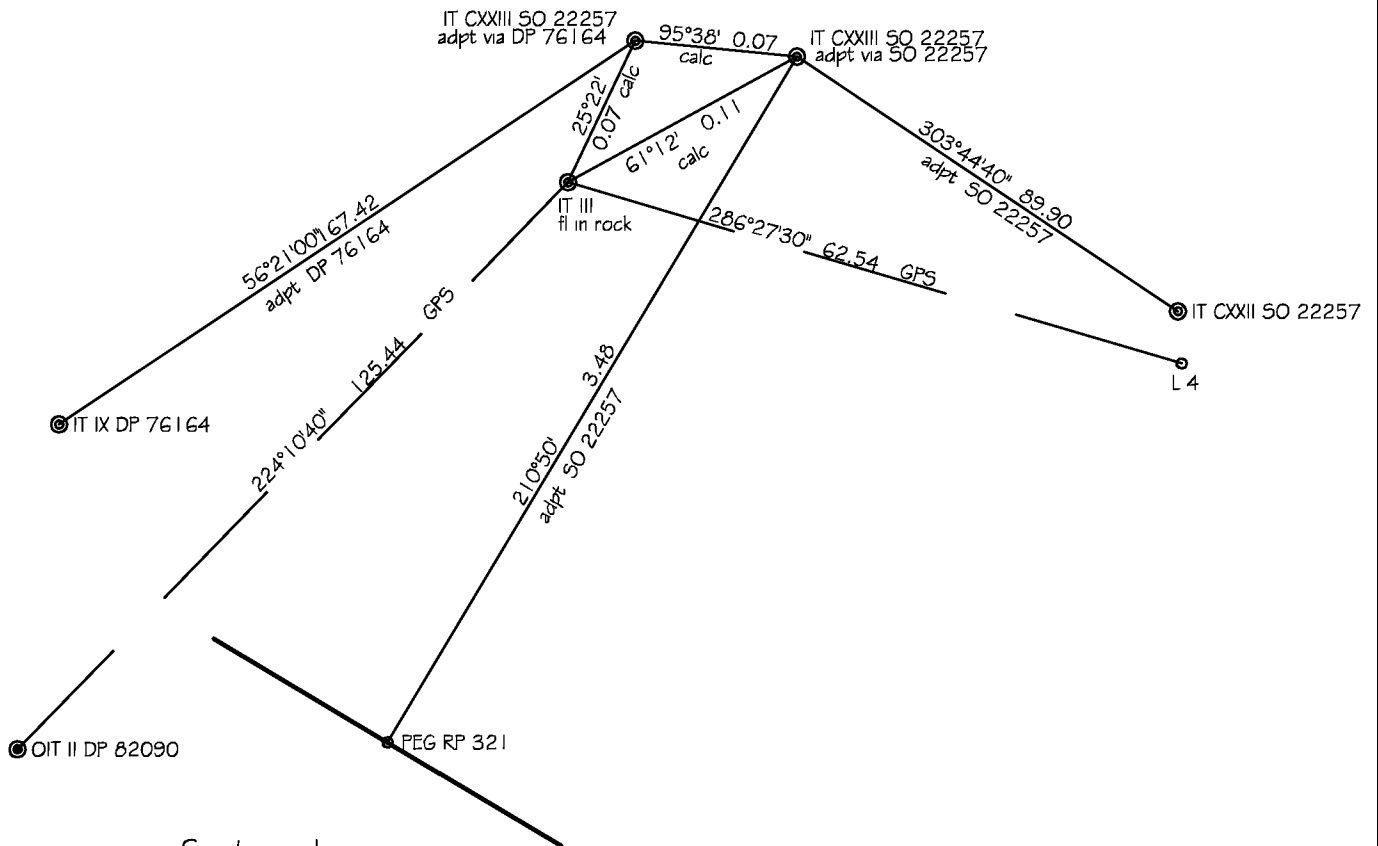 IT CXXIII SO 22257
adpt via DP 76164
95°38' 0.07
calc
IT CXXIII SO 22257
adpt via SO 22257
25°22'
0.07 calc
61°12' 0.11
calc
303°44'40" 89.90
adpt SO 22257
IT III
fl in rock
286°27'30" 62.54 GPS
56°21'00" 167.42
adpt DP 76164
224°10'40" 125.44 GPS
210°50' 3.48
adpt SO 22257
IT CXXII SO 22257
L 4
IT IX DP 76164
OIT II DP 82090
PEG RP 321